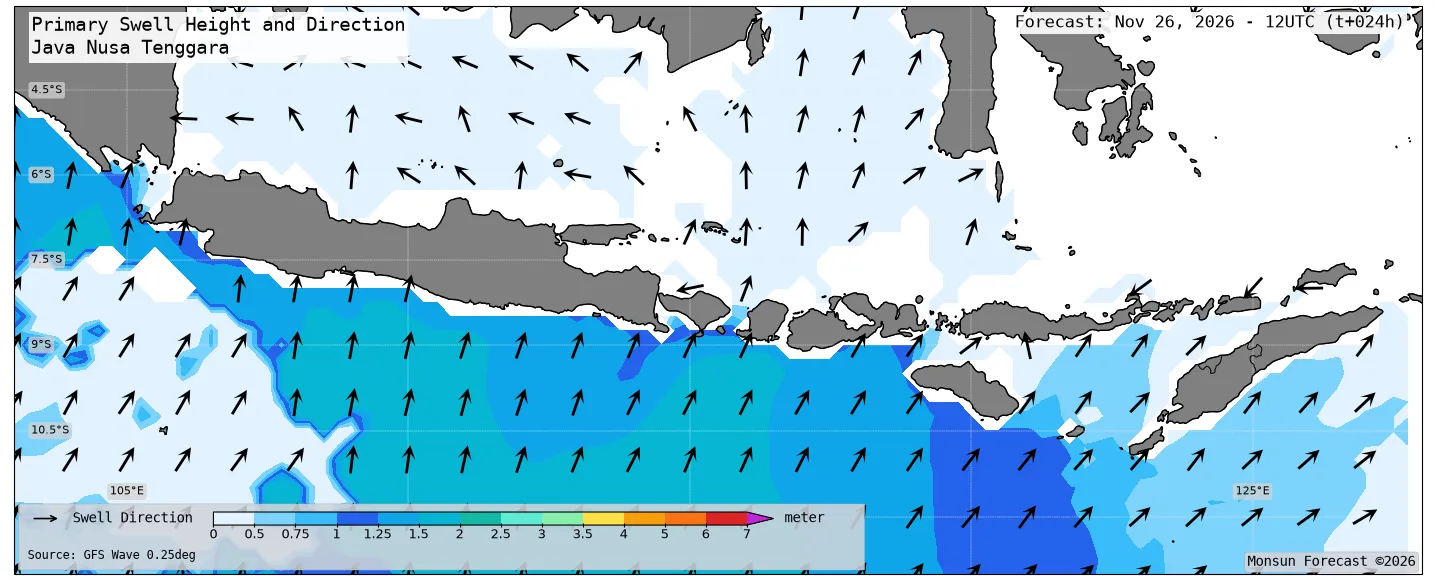 Primary Swell Height and Direction
Java Nusa Tenggara
Forecast: Nov 26, 2026 - 12UTC (t+024h)
4.5°S
6°S
7.5°S
9°S
10.5°S
105°E
125°E
Swell Direction
0 0.5 0.75 1 1.25 1.5 2 2.5 3 3.5 4 5 6 7
meter
Source: GFS Wave 0.25deg
Monsun Forecast ©2026